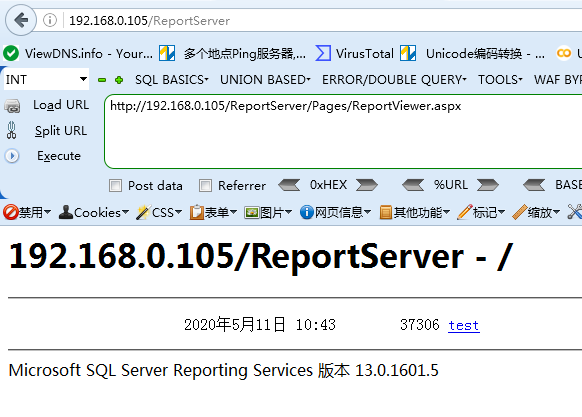 192.168.0.105/ReportServer
ViewDNS.info - Your... 多个地点Ping服务器,... VirusTotal Unicode编码转换 - ... U
INT SQL BASICS UNION BASED ERROR/DOUBLE QUERY TOOLS WAF BYP
Load URL http://192.168.0.105/ReportServer/Pages/ReportViewer.aspx
Split URL
Execute
Post data Referrer 0xHEX %URL BASE
禁用 Cookies CSS 表单 图片 网页信息 其他功能 标记 缩放
192.168.0.105/ReportServer - /
2020年5月11日 10:43 37306 test
Microsoft SQL Server Reporting Services 版本 13.0.1601.5